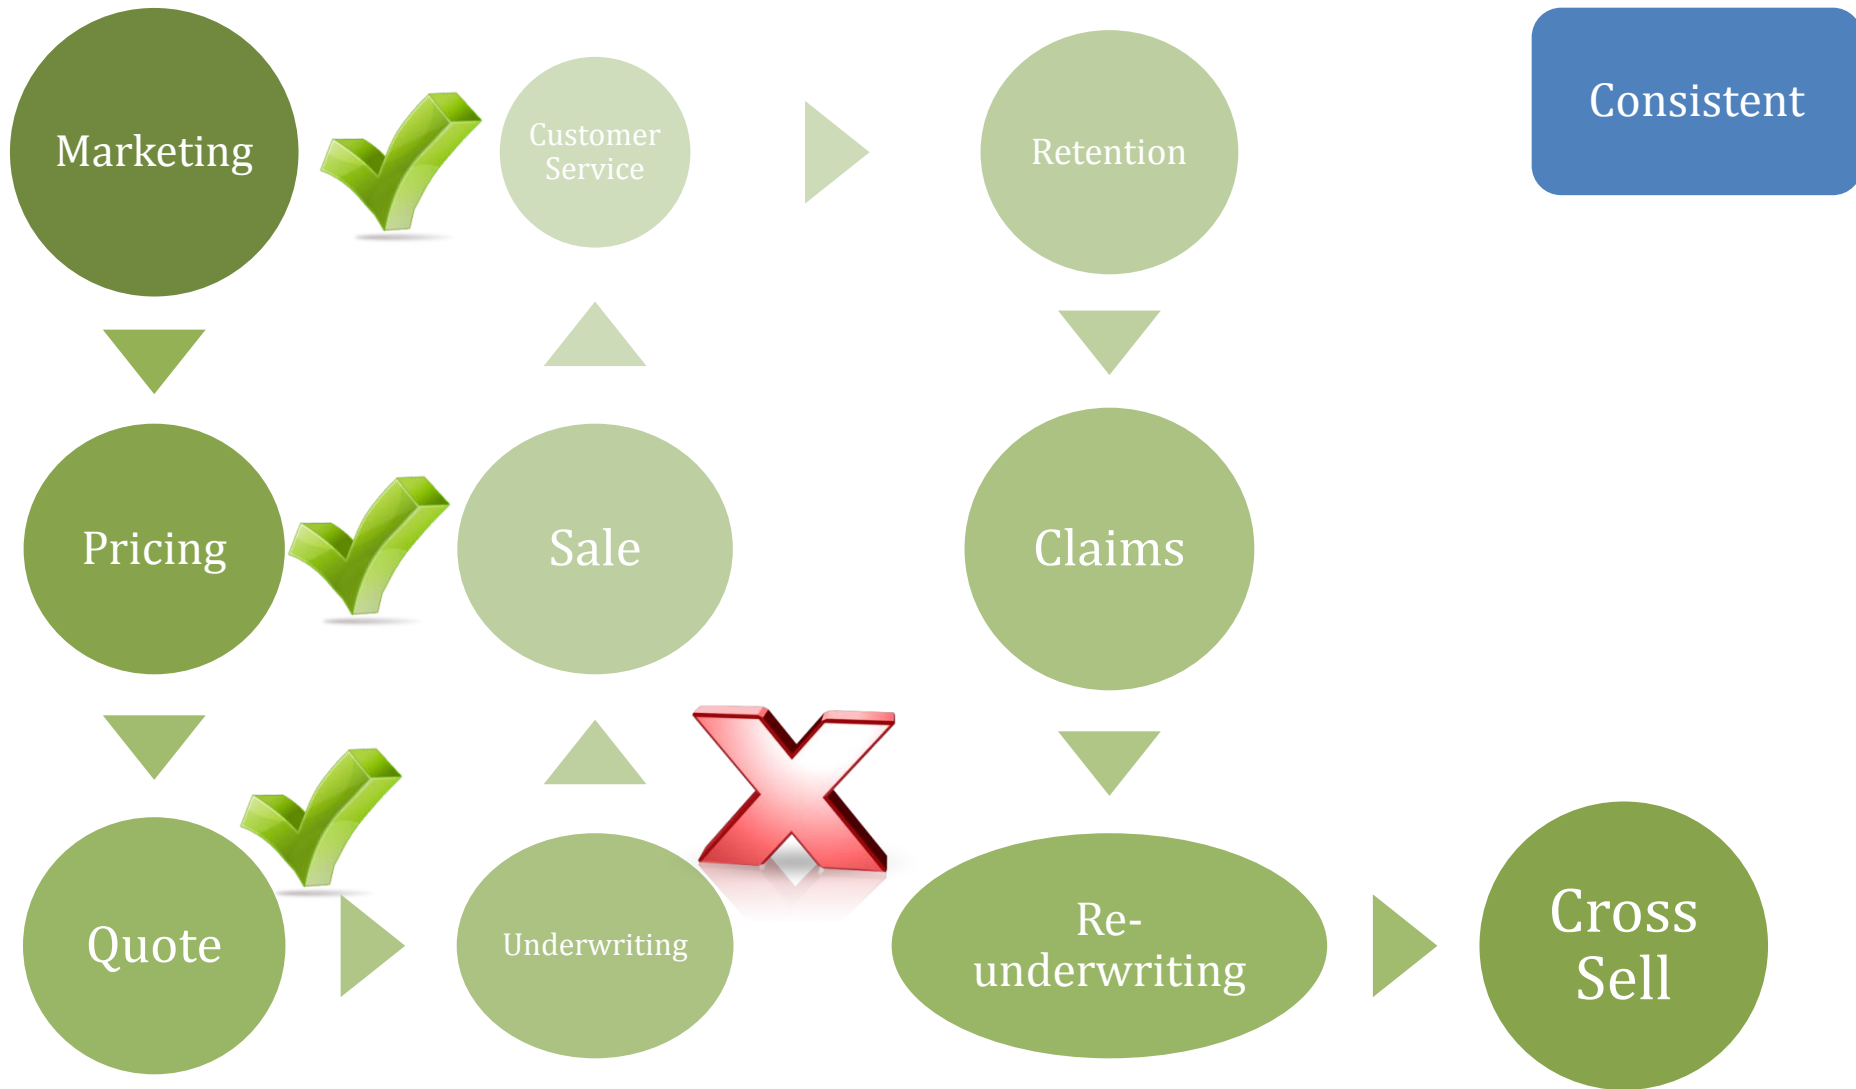 Marketing
Customer
Service
Retention
Consistent
Pricing
Sale
Claims
Quote
Underwriting
Re-
underwriting
Cross
Sell